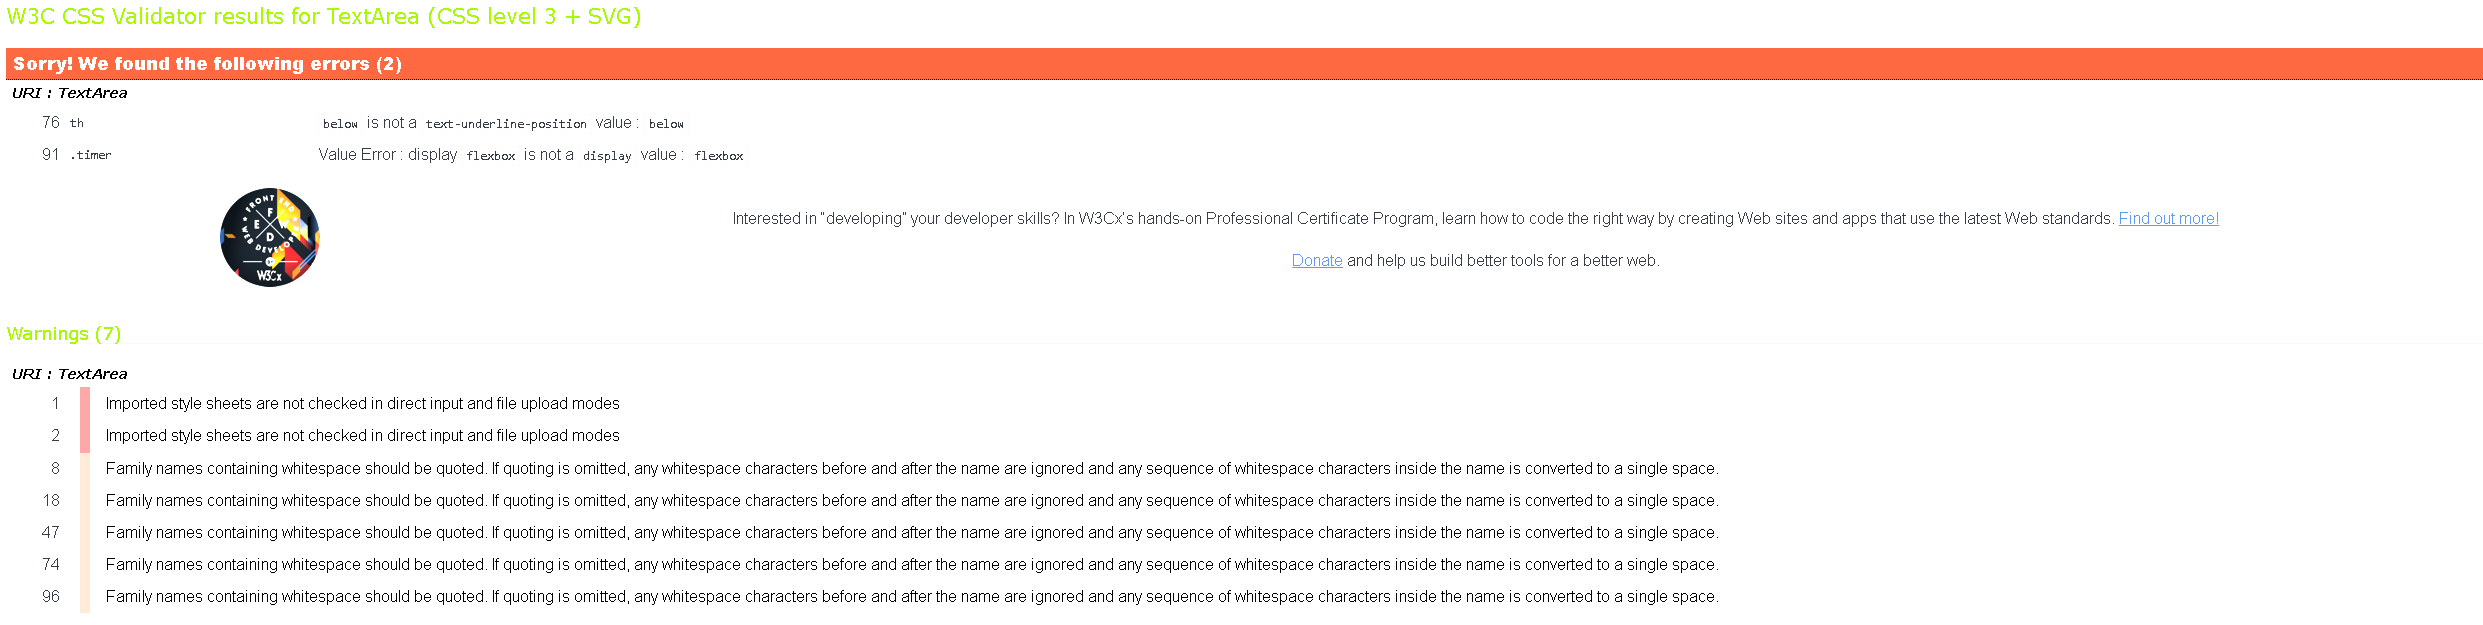 W3C CSS Validator results for TextArea (CSS level 3 + SVG)
Sorry! We found the following errors (2)
URI : TextArea
76 th below is not a text-underline-position value : below
91 .timer Value Error : display flexbox is not a display value : flexbox
FRONT END
F
E W
D
WEB DEVELOP
W3Cx
Interested in "developing" your developer skills? In W3Cx's hands-on Professional Certificate Program, learn how to code the right way by creating Web sites and apps that use the latest Web standards. Find out more!
Donate and help us build better tools for a better web.
Warnings (7)
URI : TextArea
1 Imported style sheets are not checked in direct input and file upload modes
2 Imported style sheets are not checked in direct input and file upload modes
8 Family names containing whitespace should be quoted. If quoting is omitted, any whitespace characters before and after the name are ignored and any sequence of whitespace characters inside the name is converted to a single space.
18 Family names containing whitespace should be quoted. If quoting is omitted, any whitespace characters before and after the name are ignored and any sequence of whitespace characters inside the name is converted to a single space.
47 Family names containing whitespace should be quoted. If quoting is omitted, any whitespace characters before and after the name are ignored and any sequence of whitespace characters inside the name is converted to a single space.
74 Family names containing whitespace should be quoted. If quoting is omitted, any whitespace characters before and after the name are ignored and any sequence of whitespace characters inside the name is converted to a single space.
96 Family names containing whitespace should be quoted. If quoting is omitted, any whitespace characters before and after the name are ignored and any sequence of whitespace characters inside the name is converted to a single space.